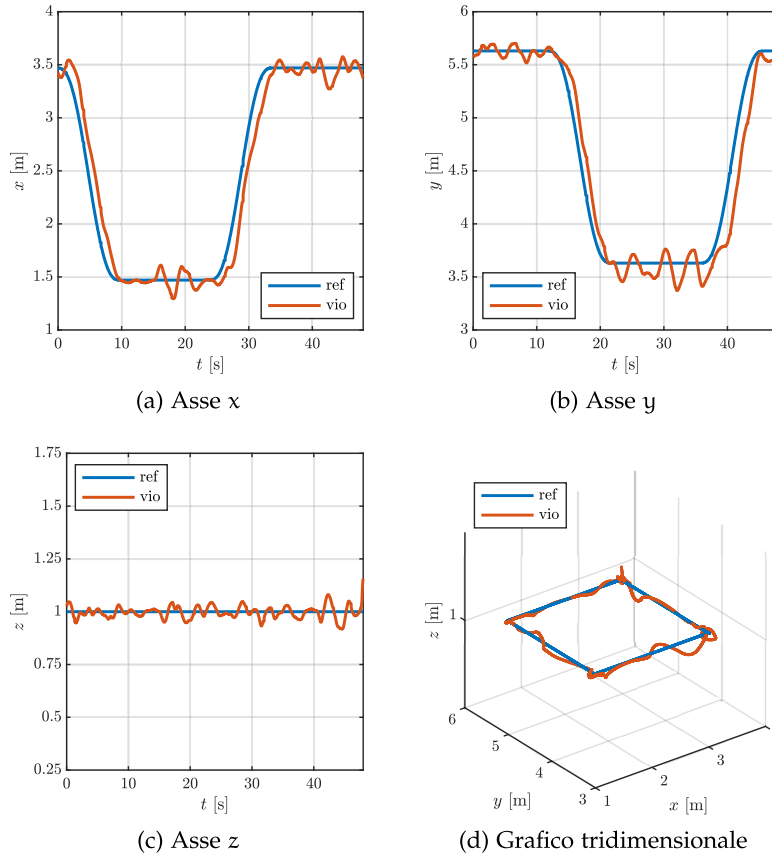 4
3.5
3
2.5
2
1.5
1
x [m]
0
10
20
30
40
t [s]
ref
vio
(a) Asse x
6
5.5
5
4.5
4
3.5
3
y [m]
0
10
20
30
40
t [s]
ref
vio
(b) Asse y
1.75
1.5
1.25
1
0.75
0.5
0.25
z [m]
0
10
20
30
40
t [s]
ref
vio
(c) Asse z
ref
vio
1
z [m]
6
5
4
3
y [m]
1
2
3
x [m]
(d) Grafico tridimensionale